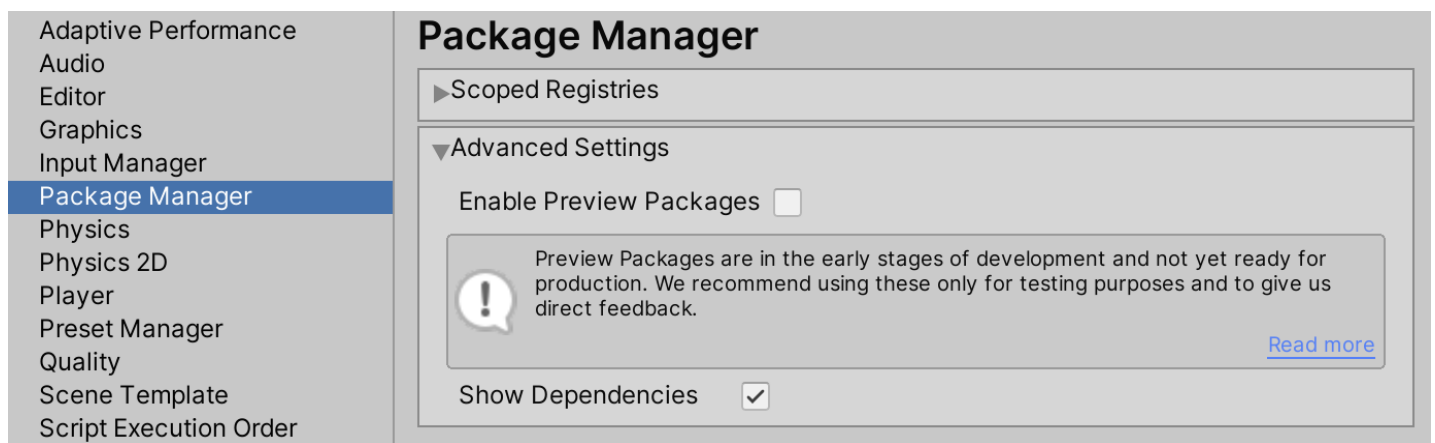 Adaptive Performance
Audio
Editor
Graphics
Input Manager
Package Manager
Physics
Physics 2D
Player
Preset Manager
Quality
Scene Template
Script Execution Order
Package Manager
Scoped Registries
Advanced Settings
Enable Preview Packages
Preview Packages are in the early stages of development and not yet ready for
production. We recommend using these only for testing purposes and to give us
direct feedback.
Read more
Show Dependencies